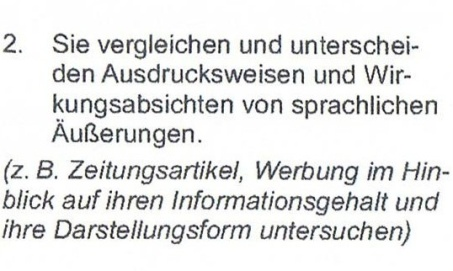 2. Sie vergleichen und unterschei-
den Ausdrucksweisen und Wir-
kungsabsichten von sprachlichen
Äußerungen.
(z. B. Zeitungsartikel, Werbung im Hin-
blick auf ihren Informationsgehalt und
ihre Darstellungsform untersuchen)